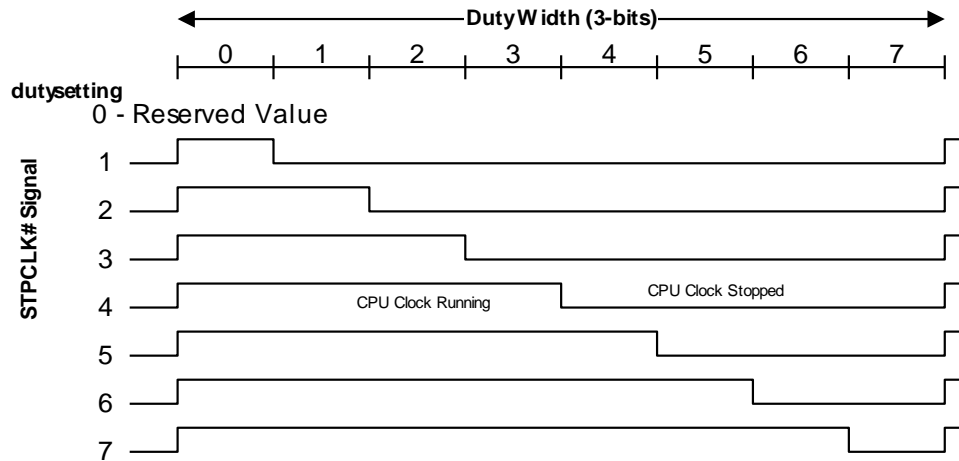 DutyWidth (3-bits)
0 1 2 3 4 5 6 7
dutysetting
0 - Reserved Value
STPCLK# Signal
1
2
3
4 CPU Clock Running CPU Clock Stopped
5
6
7